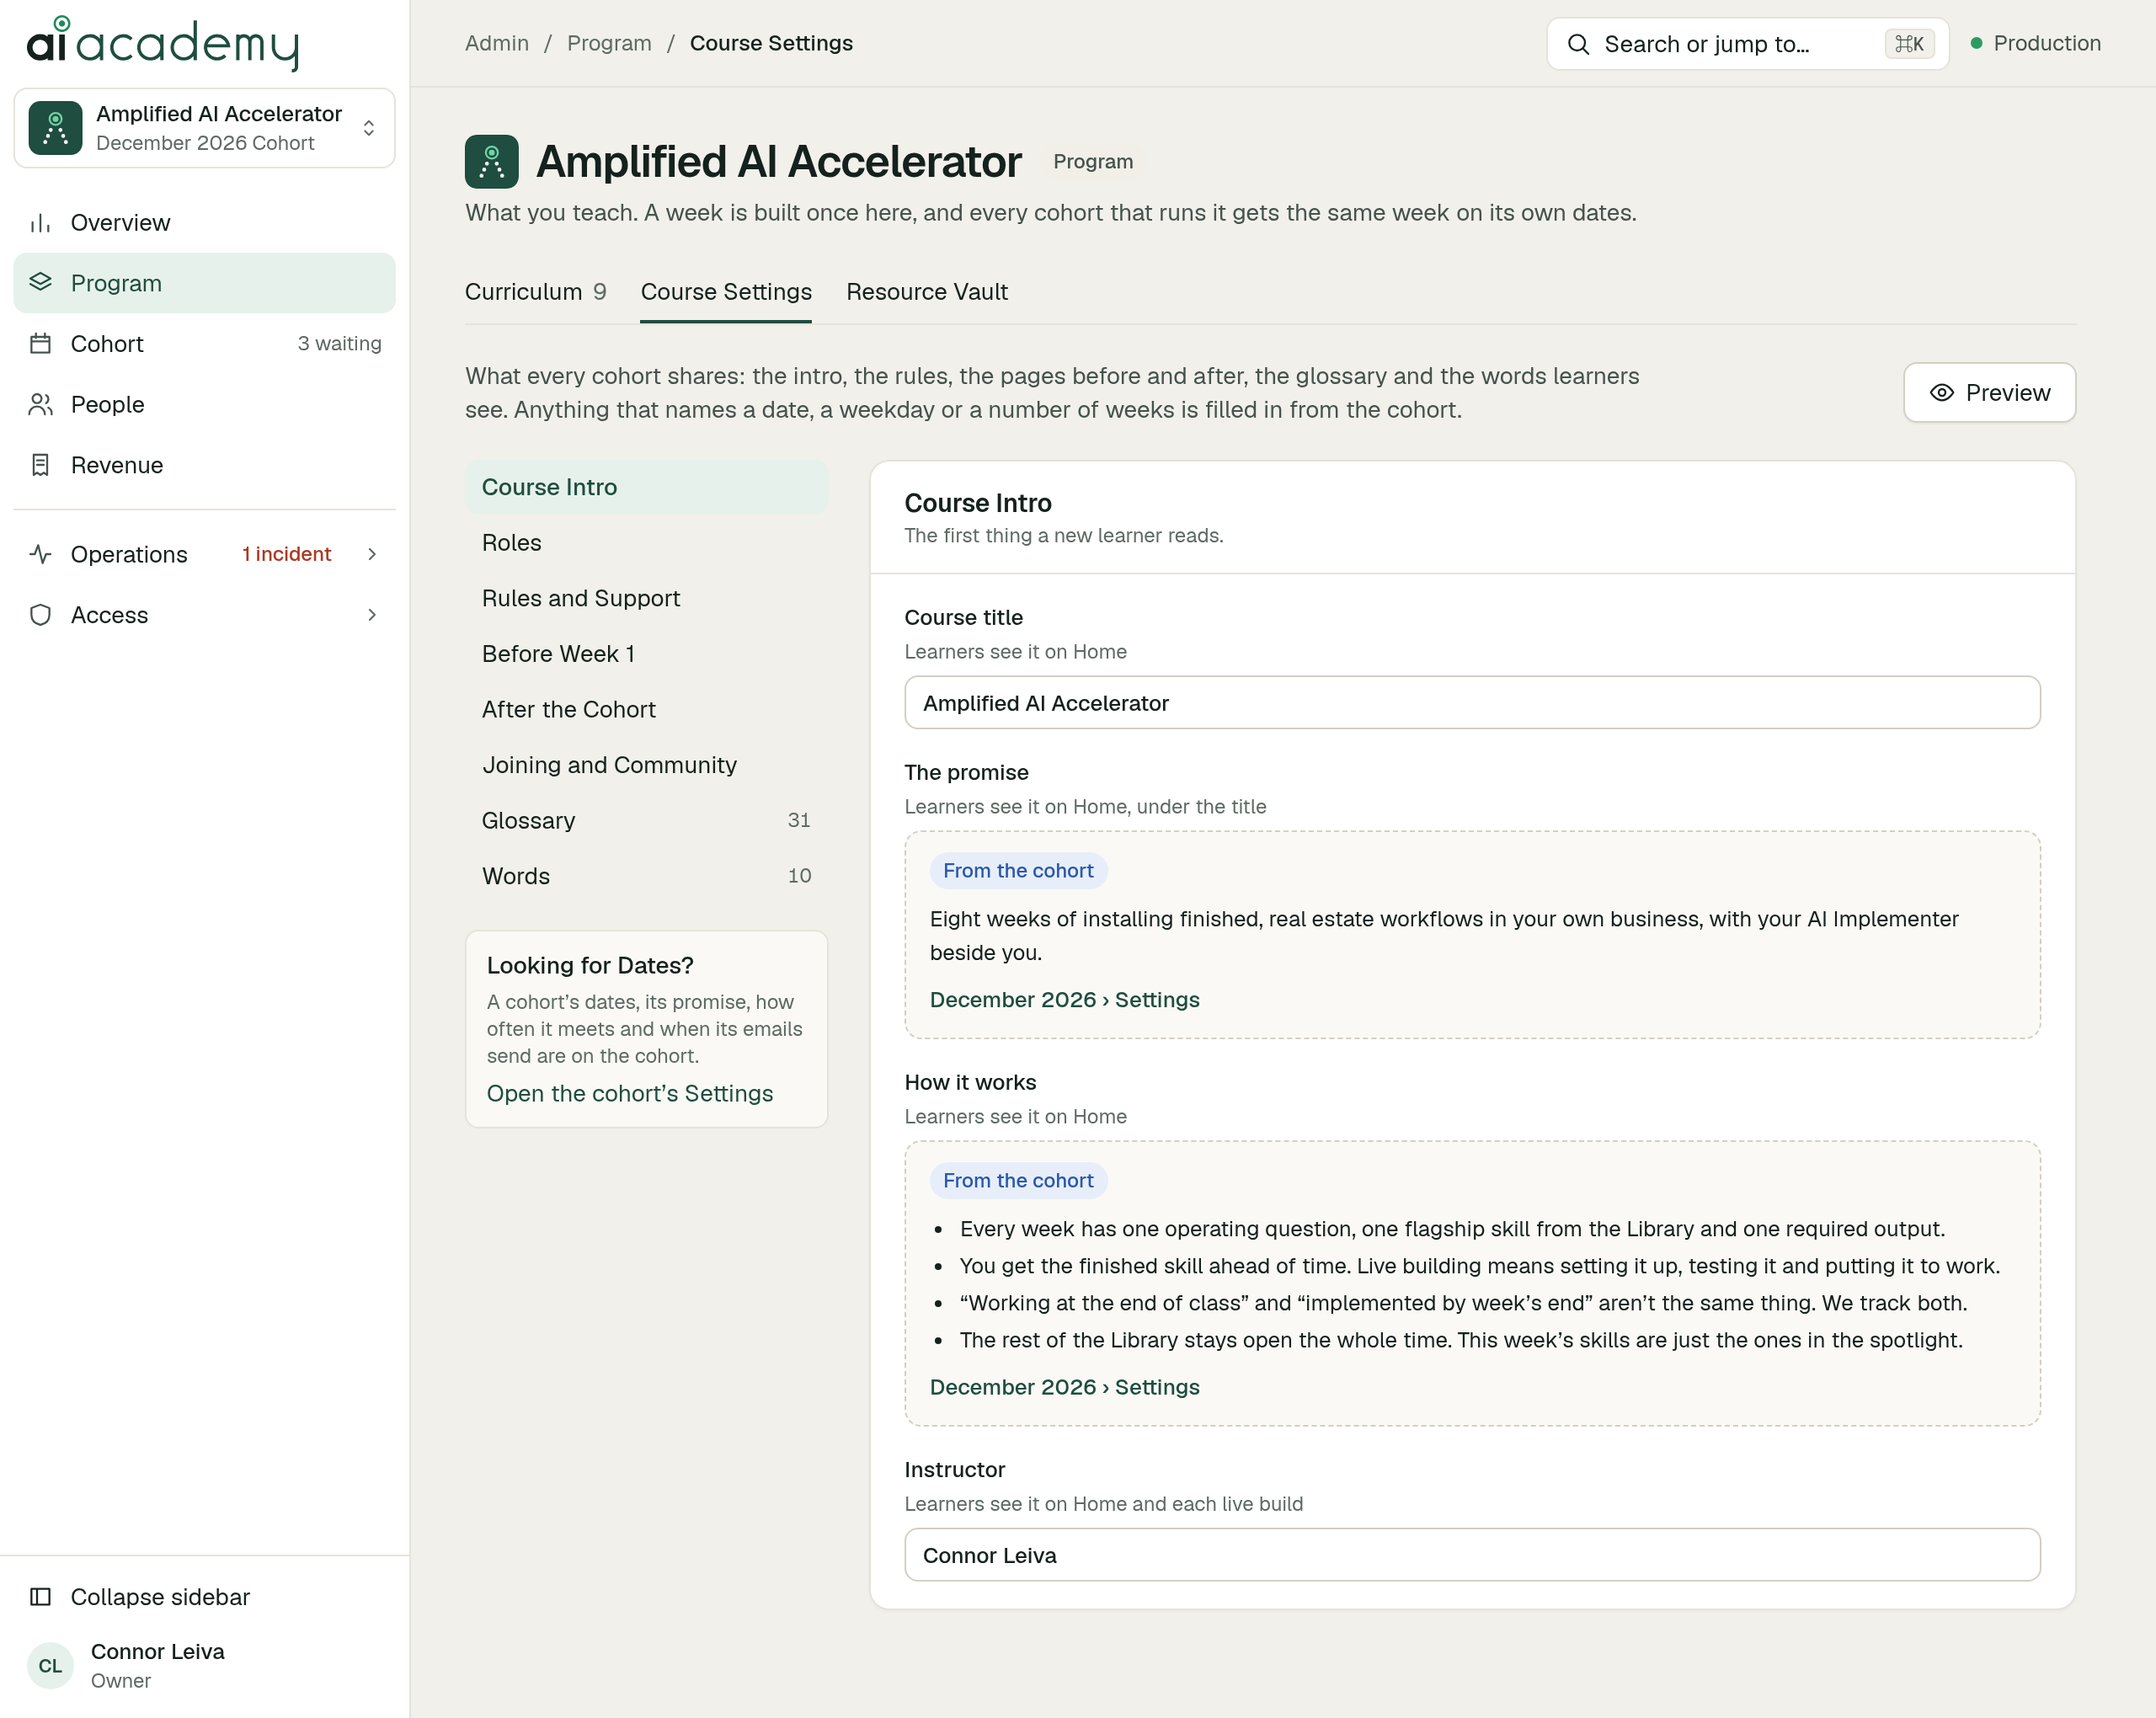 ai academy
Amplified AI Accelerator
December 2026 Cohort
Overview
Program
Cohort 3 waiting
People
Revenue
Operations 1 incident
Access
Collapse sidebar
CL
Connor Leiva
Owner
Admin / Program / Course Settings
Search or jump to… ⌘K
Production
Amplified AI Accelerator Program
What you teach. A week is built once here, and every cohort that runs it gets the same week on its own dates.
Curriculum 9 Course Settings Resource Vault
What every cohort shares: the intro, the rules, the pages before and after, the glossary and the words learners
see. Anything that names a date, a weekday or a number of weeks is filled in from the cohort.
Preview
Course Intro
Roles
Rules and Support
Before Week 1
After the Cohort
Joining and Community
Glossary 31
Words 10
Looking for Dates?
A cohort’s dates, its promise, how
often it meets and when its emails
send are on the cohort.
Open the cohort’s Settings
Course Intro
The first thing a new learner reads.
Course title
Learners see it on Home
Amplified AI Accelerator
The promise
Learners see it on Home, under the title
From the cohort
Eight weeks of installing finished, real estate workflows in your own business, with your AI Implementer
beside you.
December 2026 › Settings
How it works
Learners see it on Home
From the cohort
• Every week has one operating question, one flagship skill from the Library and one required output.
• You get the finished skill ahead of time. Live building means setting it up, testing it and putting it to work.
• “Working at the end of class” and “implemented by week’s end” aren’t the same thing. We track both.
• The rest of the Library stays open the whole time. This week’s skills are just the ones in the spotlight.
December 2026 › Settings
Instructor
Learners see it on Home and each live build
Connor Leiva